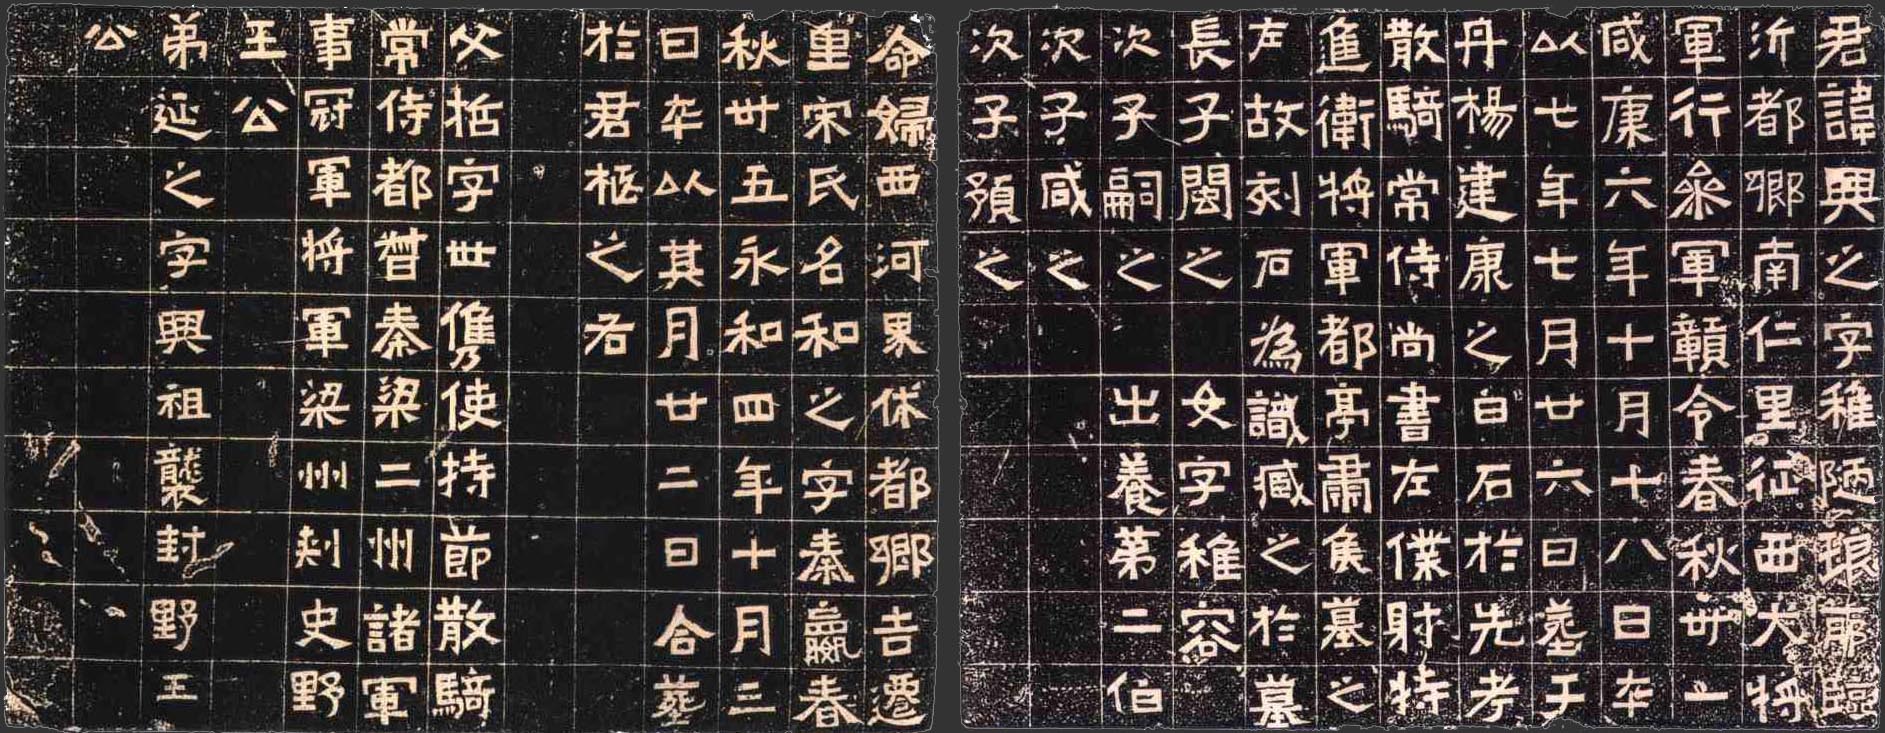 君諱興之字稚陋琅耶臨
沂都鄉南仁里征西大將
軍行參軍贛令春秋卅一
咸康六年十月十八日卒
以七年七月廿六日葬于
丹楊建康之白石於先考
散騎常侍尚書左僕射特
進衛將軍都亭肅侯墓之
左故刻石為識臧之於墓
長子閩之 女字稚容
次子嗣之 出養第二伯
次子咸之
次子預之
命婦西河界休都鄉吉遷
里宋氏名和之字秦嬴春
秋卅五永和四年十月三
日卒以其月廿二日合葬
於君柩之右
父哲字世儁使持節散騎
常侍都督秦梁二州諸軍
事冠軍將軍梁州刾史野
王公
弟延之字興祖襲封野王
公